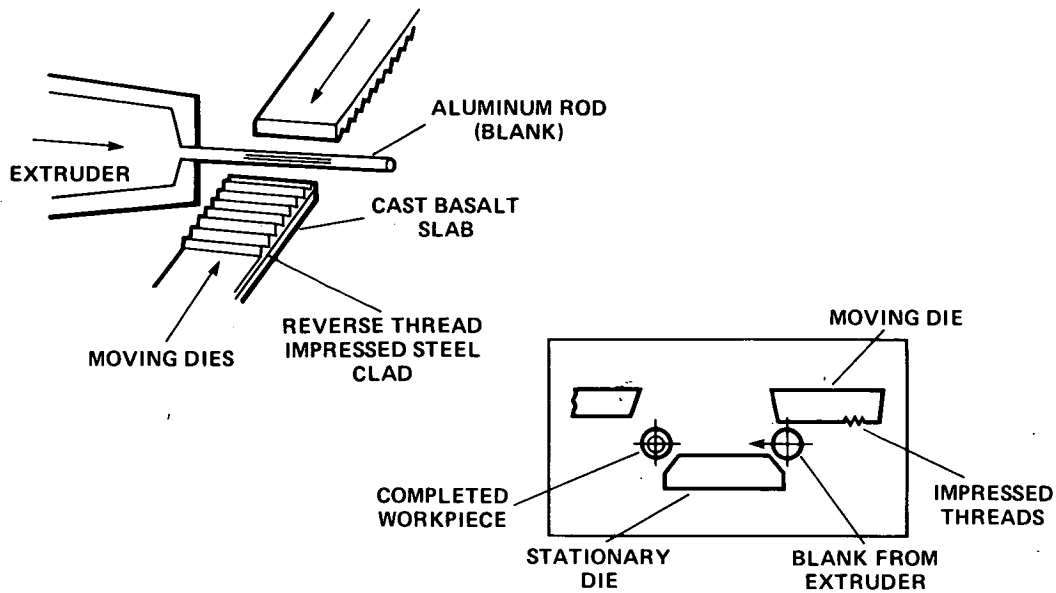 ALUMINUM ROD
(BLANK)
EXTRUDER
CAST BASALT
SLAB
REVERSE THREAD
IMPRESSED STEEL
CLAD
MOVING DIES
MOVING DIE
COMPLETED
WORKPIECE
IMPRESSED
THREADS
STATIONARY
DIE
BLANK FROM
EXTRUDER